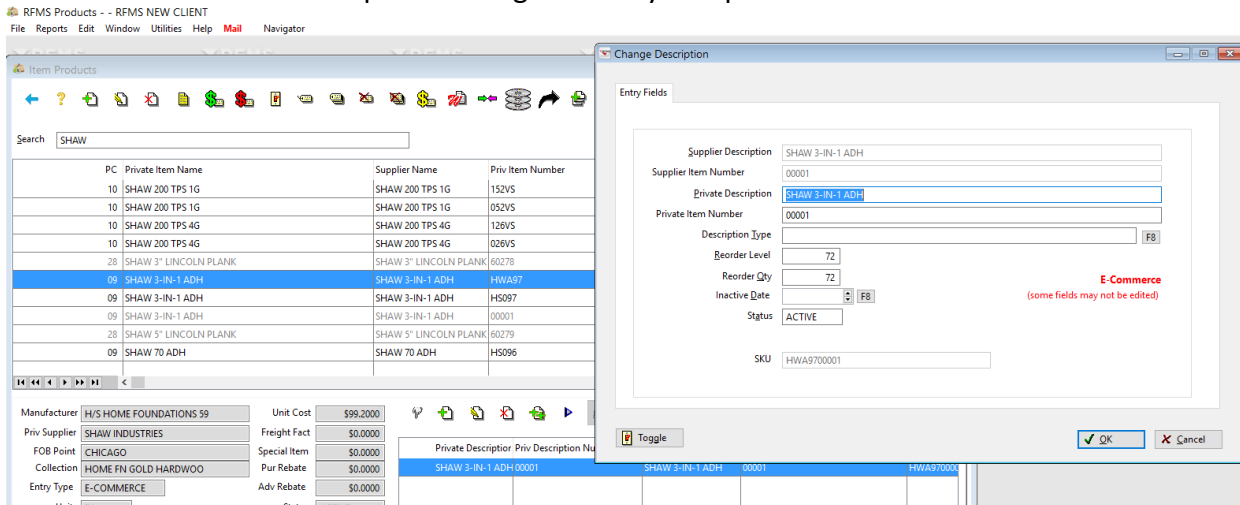 RFMS Products - - RFMS NEW CLIENT
File Reports Edit Window Utilities Help Mail Navigator
Item Products
Search SHAW
PC Private Item Name Supplier Name Priv Item Number
10 SHAW 200 TPS 1G SHAW 200 TPS 1G 152VS
10 SHAW 200 TPS 1G SHAW 200 TPS 1G 052VS
10 SHAW 200 TPS 4G SHAW 200 TPS 4G 126VS
10 SHAW 200 TPS 4G SHAW 200 TPS 4G 026VS
28 SHAW 3" LINCOLN PLANK SHAW 3" LINCOLN PLANK 60278
09 SHAW 3-IN-1 ADH SHAW 3-IN-1 ADH HWA97
09 SHAW 3-IN-1 ADH SHAW 3-IN-1 ADH HS097
09 SHAW 3-IN-1 ADH SHAW 3-IN-1 ADH 00001
28 SHAW 5" LINCOLN PLANK SHAW 5" LINCOLN PLANK 60279
09 SHAW 70 ADH SHAW 70 ADH HS096
Manufacturer H/S HOME FOUNDATIONS 59 Unit Cost $99.2000
Priv Supplier SHAW INDUSTRIES Freight Fact $0.0000
FOB Point CHICAGO Special Item $0.0000
Collection HOME FN GOLD HARDWOO Pur Rebate $0.0000
Entry Type E-COMMERCE Adv Rebate $0.0000
Private Descriptior Priv Description Nu
SHAW 3-IN-1 ADH 00001 SHAW 3-IN-1 ADH 00001 HWA970000
Change Description
Entry Fields
Supplier Description SHAW 3-IN-1 ADH
Supplier Item Number 00001
Private Description SHAW 3-IN-1 ADH
Private Item Number 00001
Description Type F8
Reorder Level 72
Reorder Qty 72
E-Commerce
Inactive Date F8
(some fields may not be edited)
Status ACTIVE
SKU HWA9700001
Toggle OK Cancel